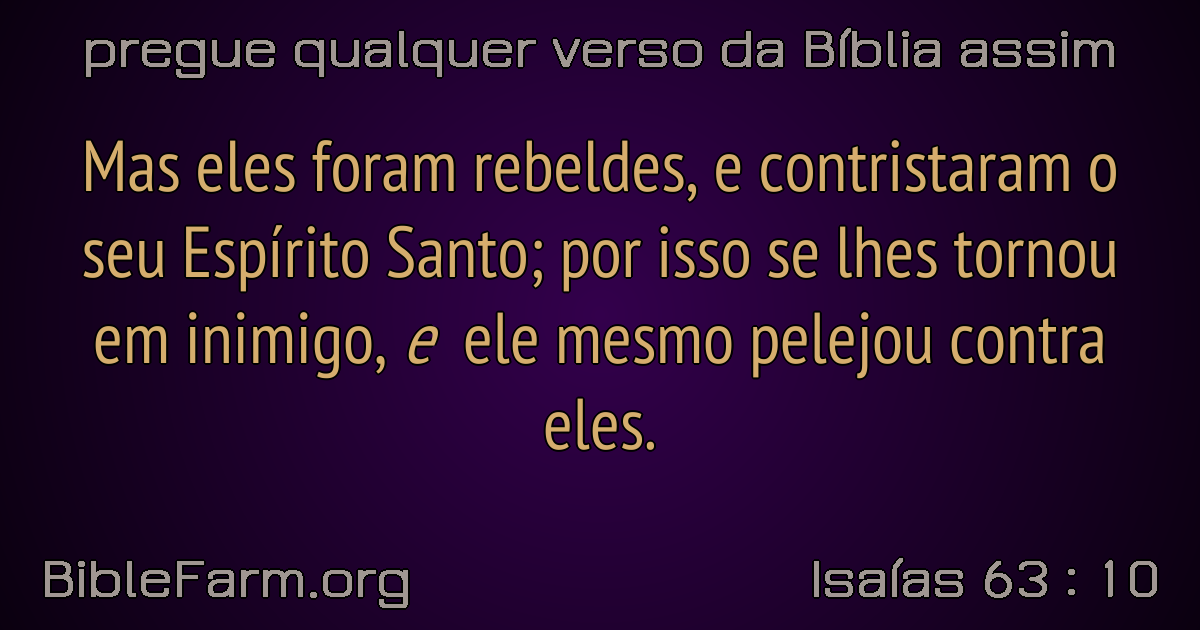 pregue qualquer verso da Bíblia assim
Mas eles foram rebeldes, e contristaram o
seu Espírito Santo; por isso se lhes tornou
em inimigo, e ele mesmo pelejou contra
eles.
BibleFarm.org
Isaías 63 : 10